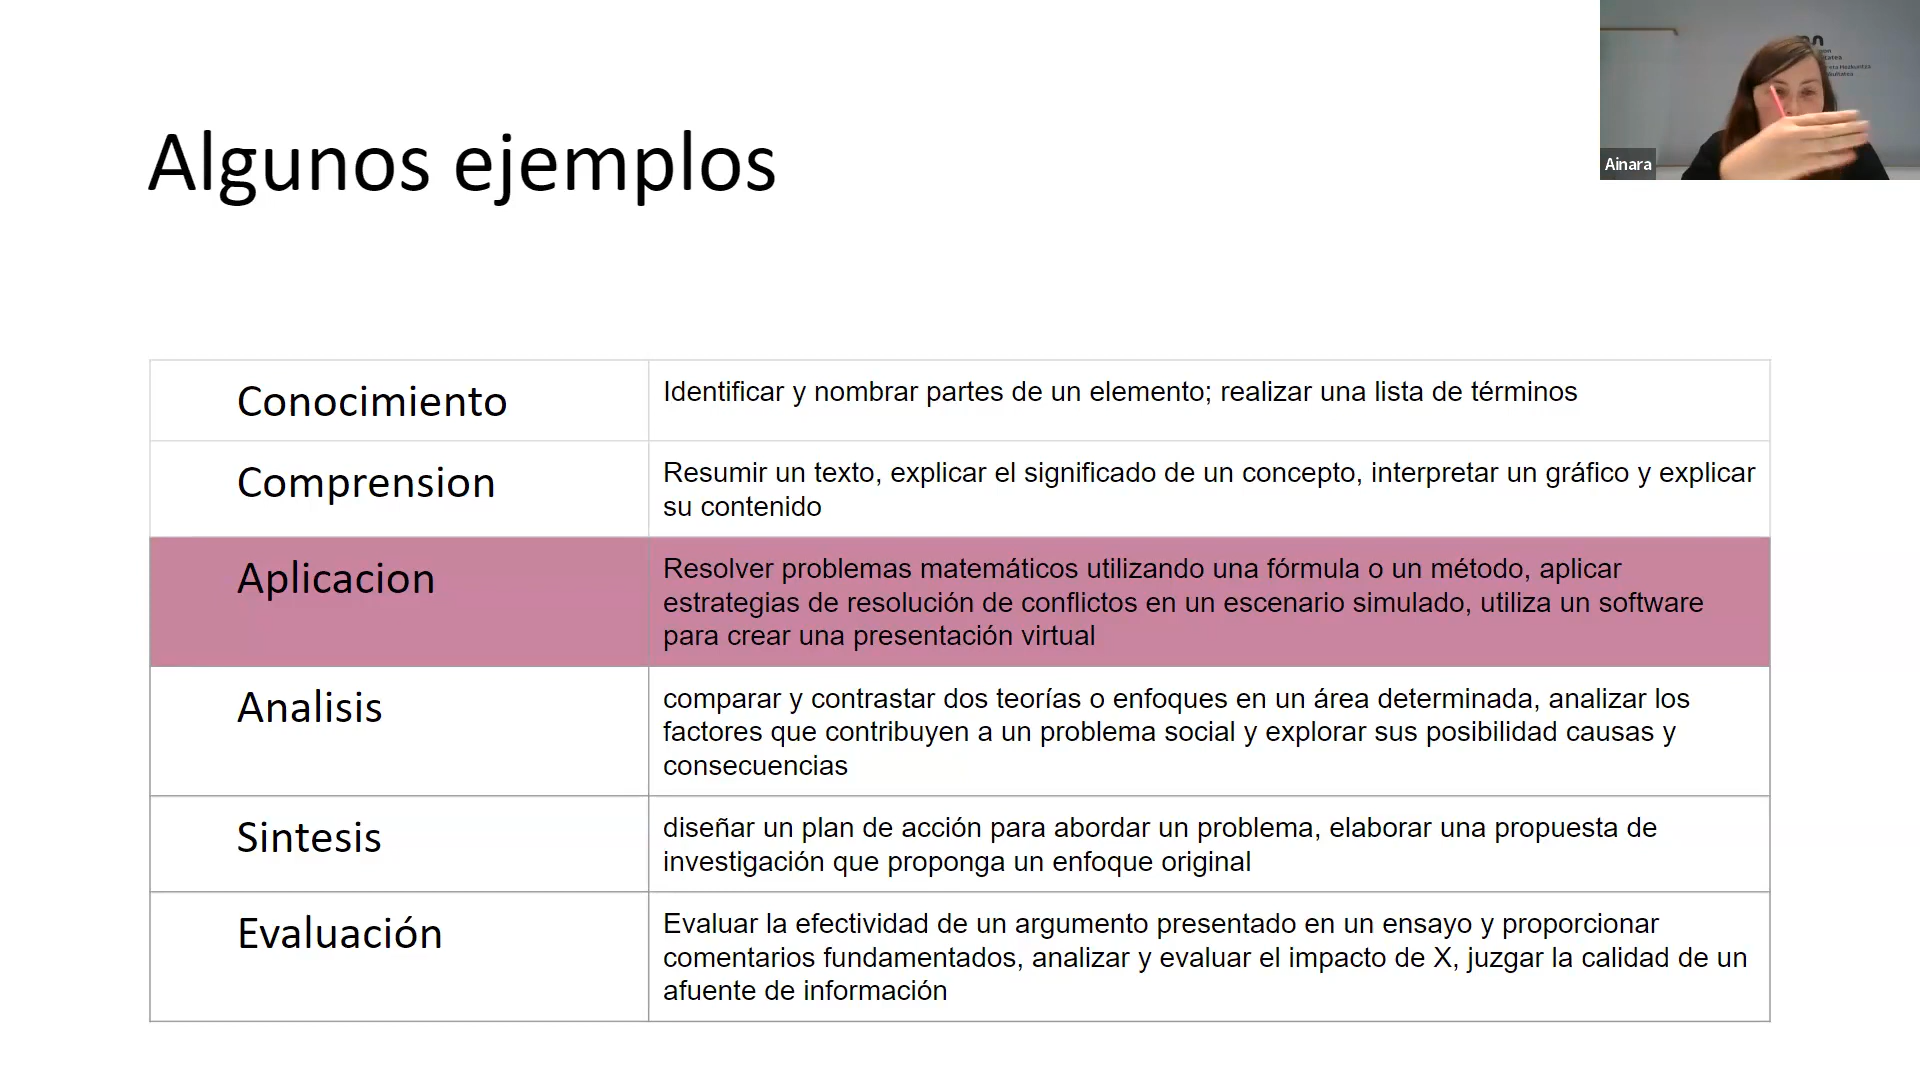 Algunos ejemplos
Ainara
Conocimiento
Identificar y nombrar partes de un elemento; realizar una lista de términos
Comprension
Resumir un texto, explicar el significado de un concepto, interpretar un gráfico y explicar
su contenido
Aplicacion
Resolver problemas matemáticos utilizando una fórmula o un método, aplicar
estrategias de resolución de conflictos en un escenario simulado, utiliza un software
para crear una presentación virtual
Analisis
comparar y contrastar dos teorías o enfoques en un área determinada, analizar los
factores que contribuyen a un problema social y explorar sus posibilidad causas y
consecuencias
Sintesis
diseñar un plan de acción para abordar un problema, elaborar una propuesta de
investigación que proponga un enfoque original
Evaluación
Evaluar la efectividad de un argumento presentado en un ensayo y proporcionar
comentarios fundamentados, analizar y evaluar el impacto de X, juzgar la calidad de un
afuente de información